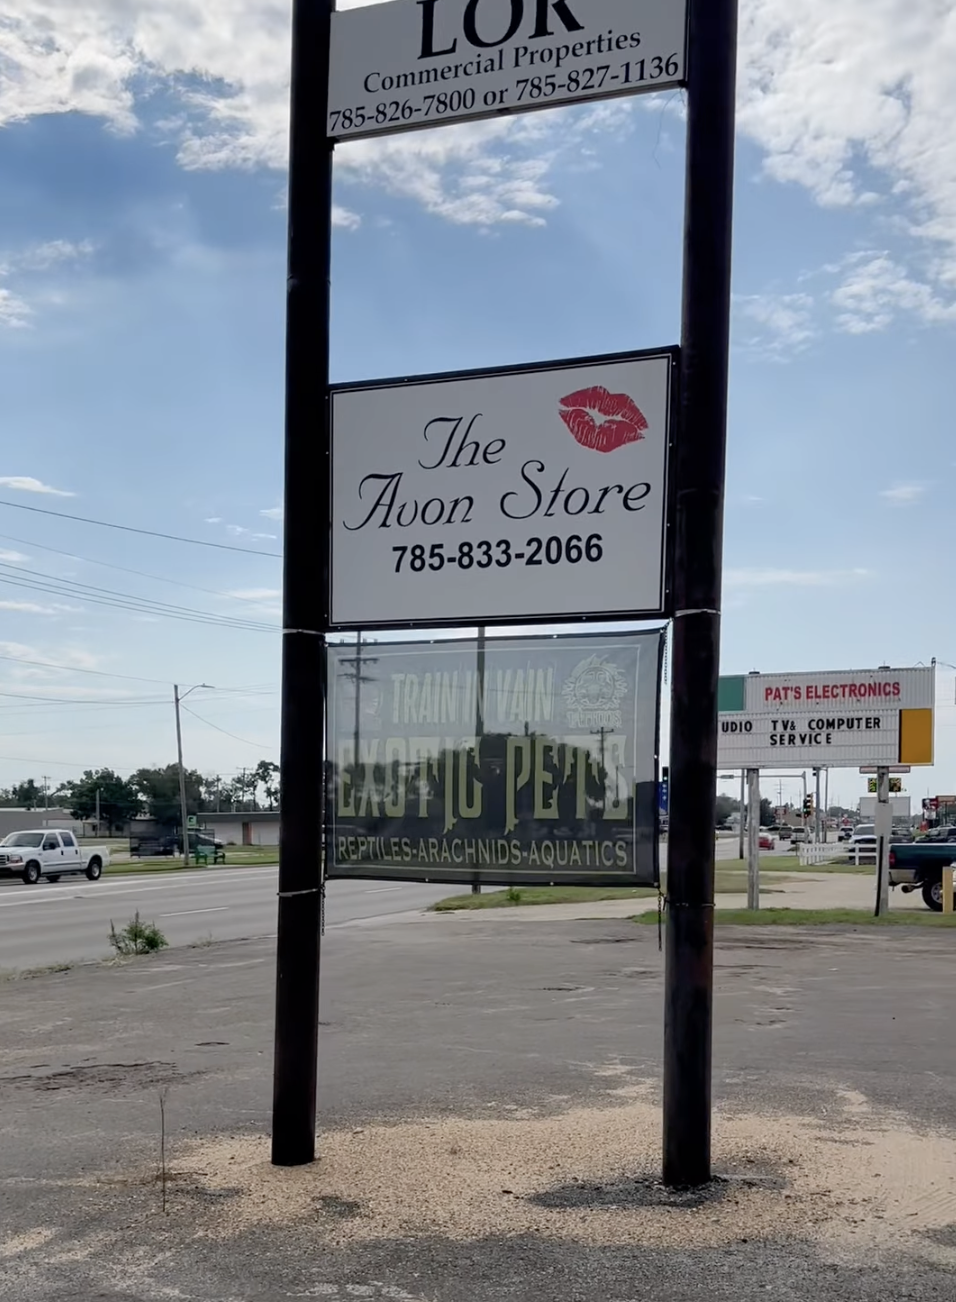 LOR
Commercial Properties
785-826-7800 or 785-827-1136
The
Avon Store
785-833-2066
TRAIN IN VAIN
EXOTIC PETS
REPTILES-ARACHNIDS-AQUATICS
PAT'S ELECTRONICS
UDIO TV& COMPUTER
SERVICE